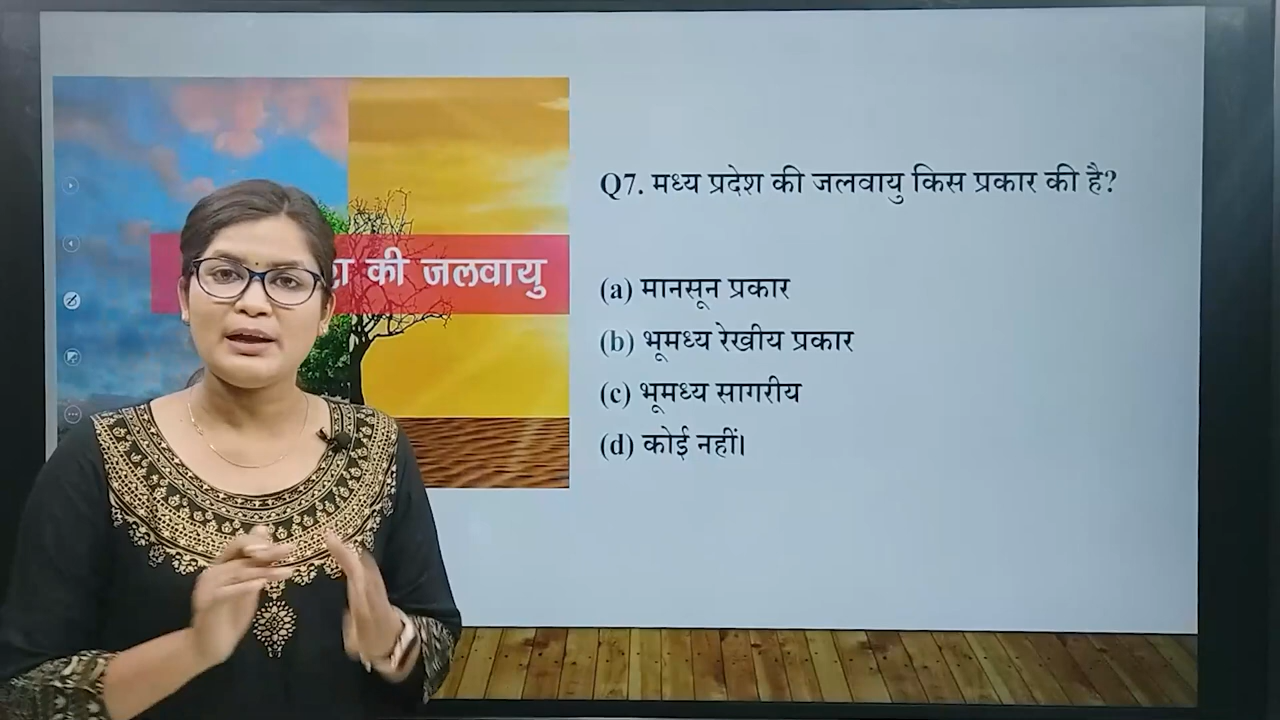 की जलवायु
Q7. मध्य प्रदेश की जलवायु किस प्रकार की है?
(a) मानसून प्रकार
(b) भूमध्य रेखीय प्रकार
(c) भूमध्य सागरीय
(d) कोई नहीं।